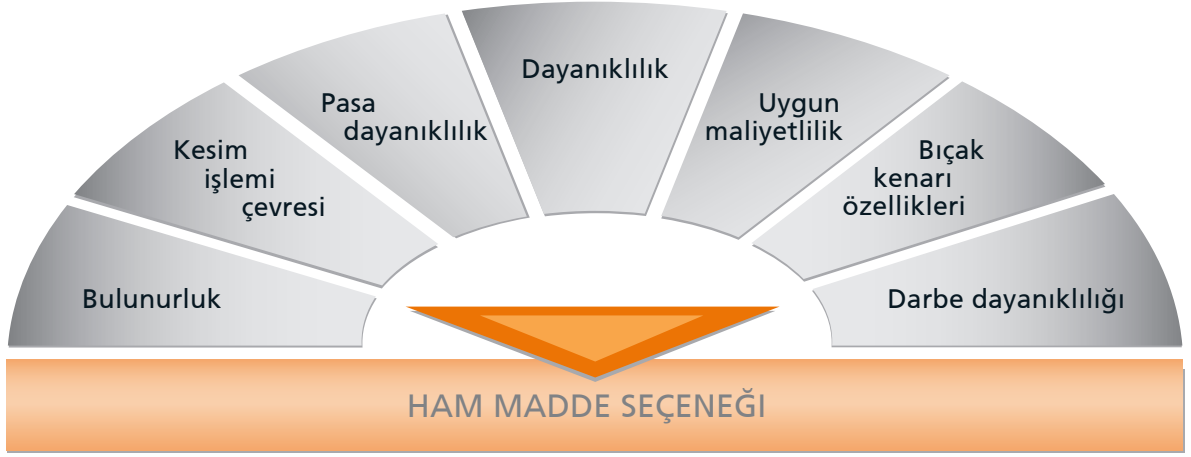 Bulunurluk
Kesim
işlemi
çevresi
Pasa
dayanıklılık
Dayanıklılık
Uygun
maliyetlilik
Bıçak
kenarı
özellikleri
Darbe dayanıklılığı
HAM MADDE SEÇENEĞI